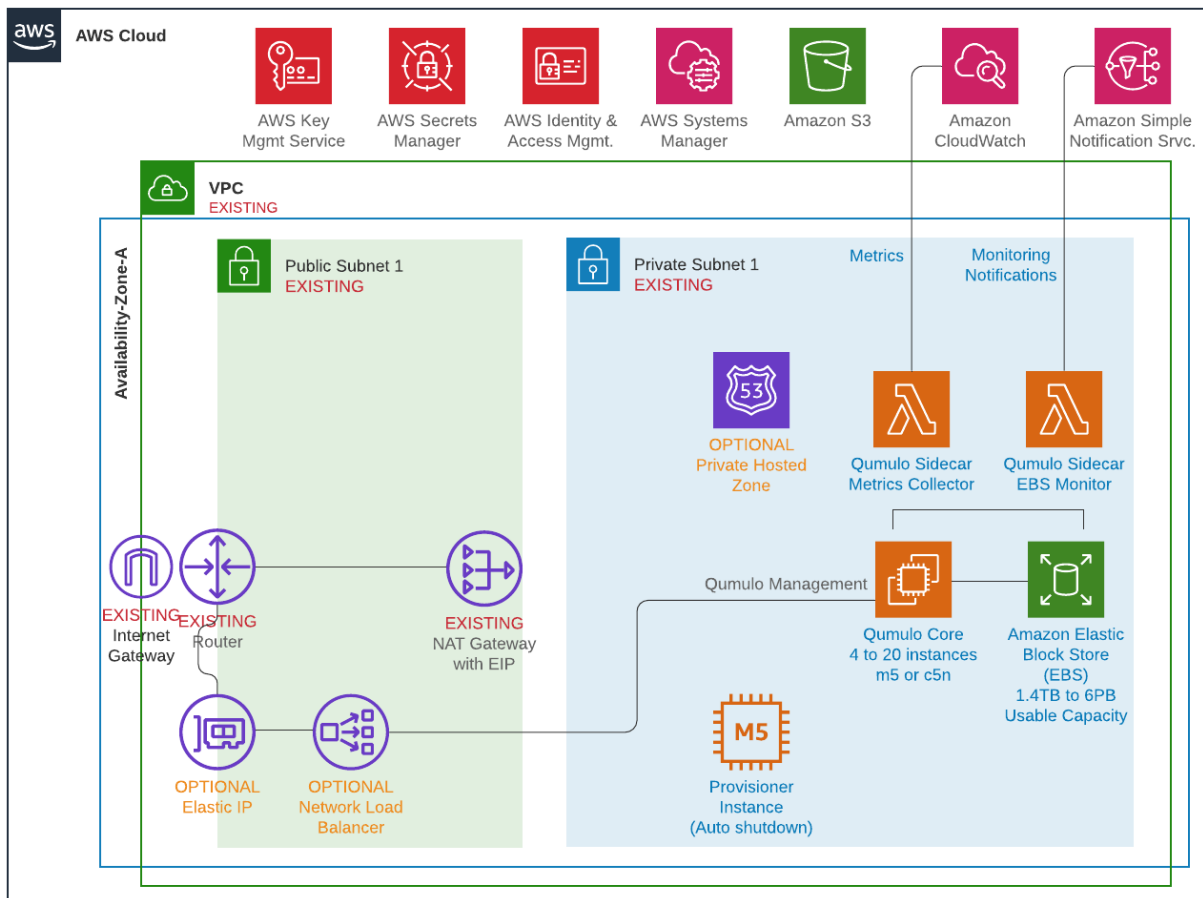 aws
AWS Cloud
AWS Key
Mgmt Service
AWS Secrets
Manager
AWS Identity &
Access Mgmt.
AWS Systems
Manager
Amazon S3
Amazon
CloudWatch
Amazon Simple
Notification Srvc.
VPC
EXISTING
Availability-Zone-A
Public Subnet 1
EXISTING
Private Subnet 1
EXISTING
Metrics
Monitoring
Notifications
53
OPTIONAL
Private Hosted
Zone
Qumulo Sidecar
Metrics Collector
Qumulo Sidecar
EBS Monitor
EXISTING
Internet
Gateway
EXISTING
Router
EXISTING
NAT Gateway
with EIP
Qumulo Management
Qumulo Core
4 to 20 instances
m5 or c5n
Amazon Elastic
Block Store
(EBS)
1.4TB to 6PB
Usable Capacity
OPTIONAL
Elastic IP
OPTIONAL
Network Load
Balancer
M5
Provisioner
Instance
(Auto shutdown)